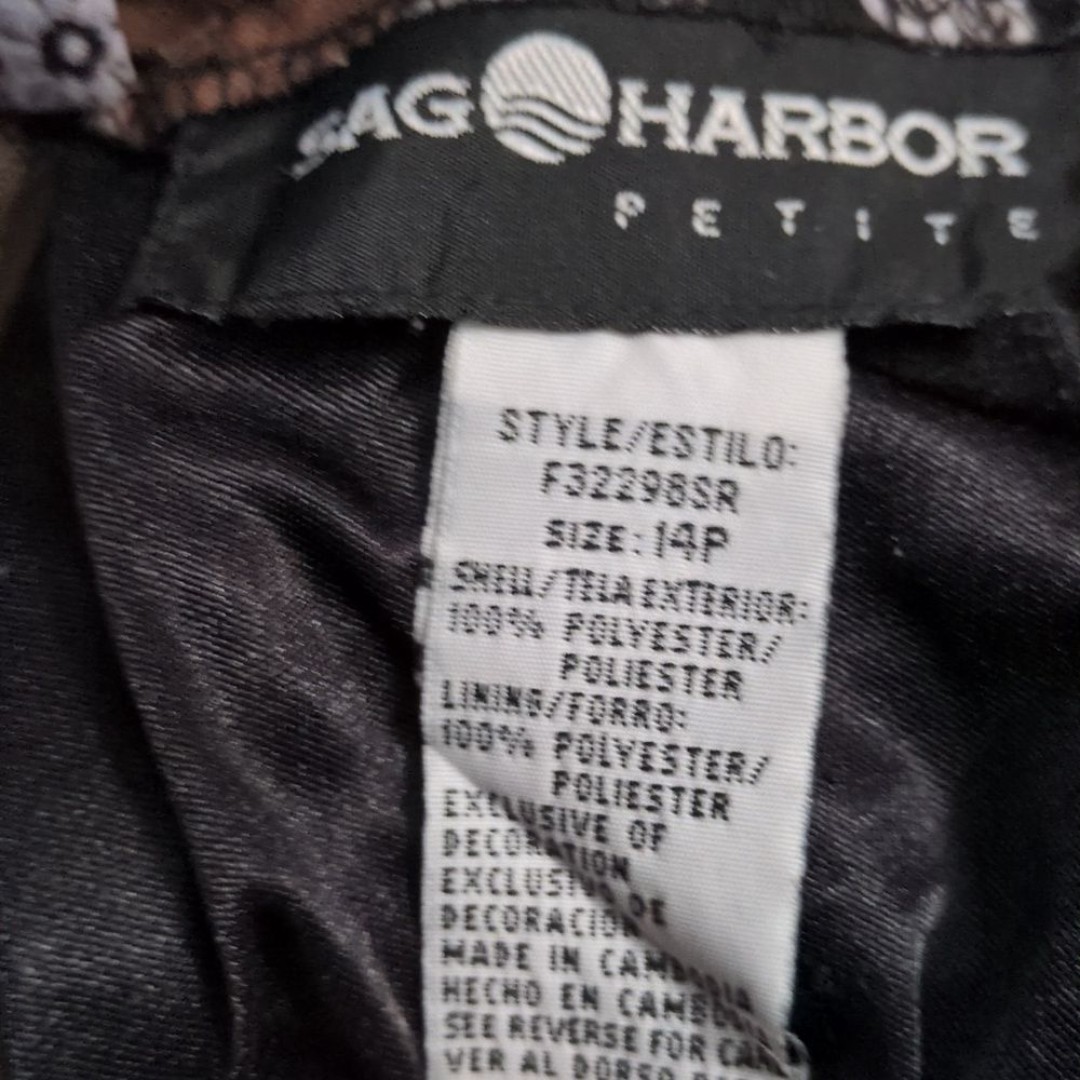 SAG HARBOR
PETITE
STYLE/ESTILO:
F32298SR
SIZE: 14P
SHELL/TELA EXTERIOR:
100% POLYESTER/
POLIESTER
LINING/FORRO:
100% POLYESTER/
POLIESTER
EXCLUSIVE OF
DECORATION
EXCLUSIVO DE
DECORACION
MADE IN CAMBODIA
HECHO EN CAMBOYA
SEE REVERSE FOR CARE
VER AL DORSO